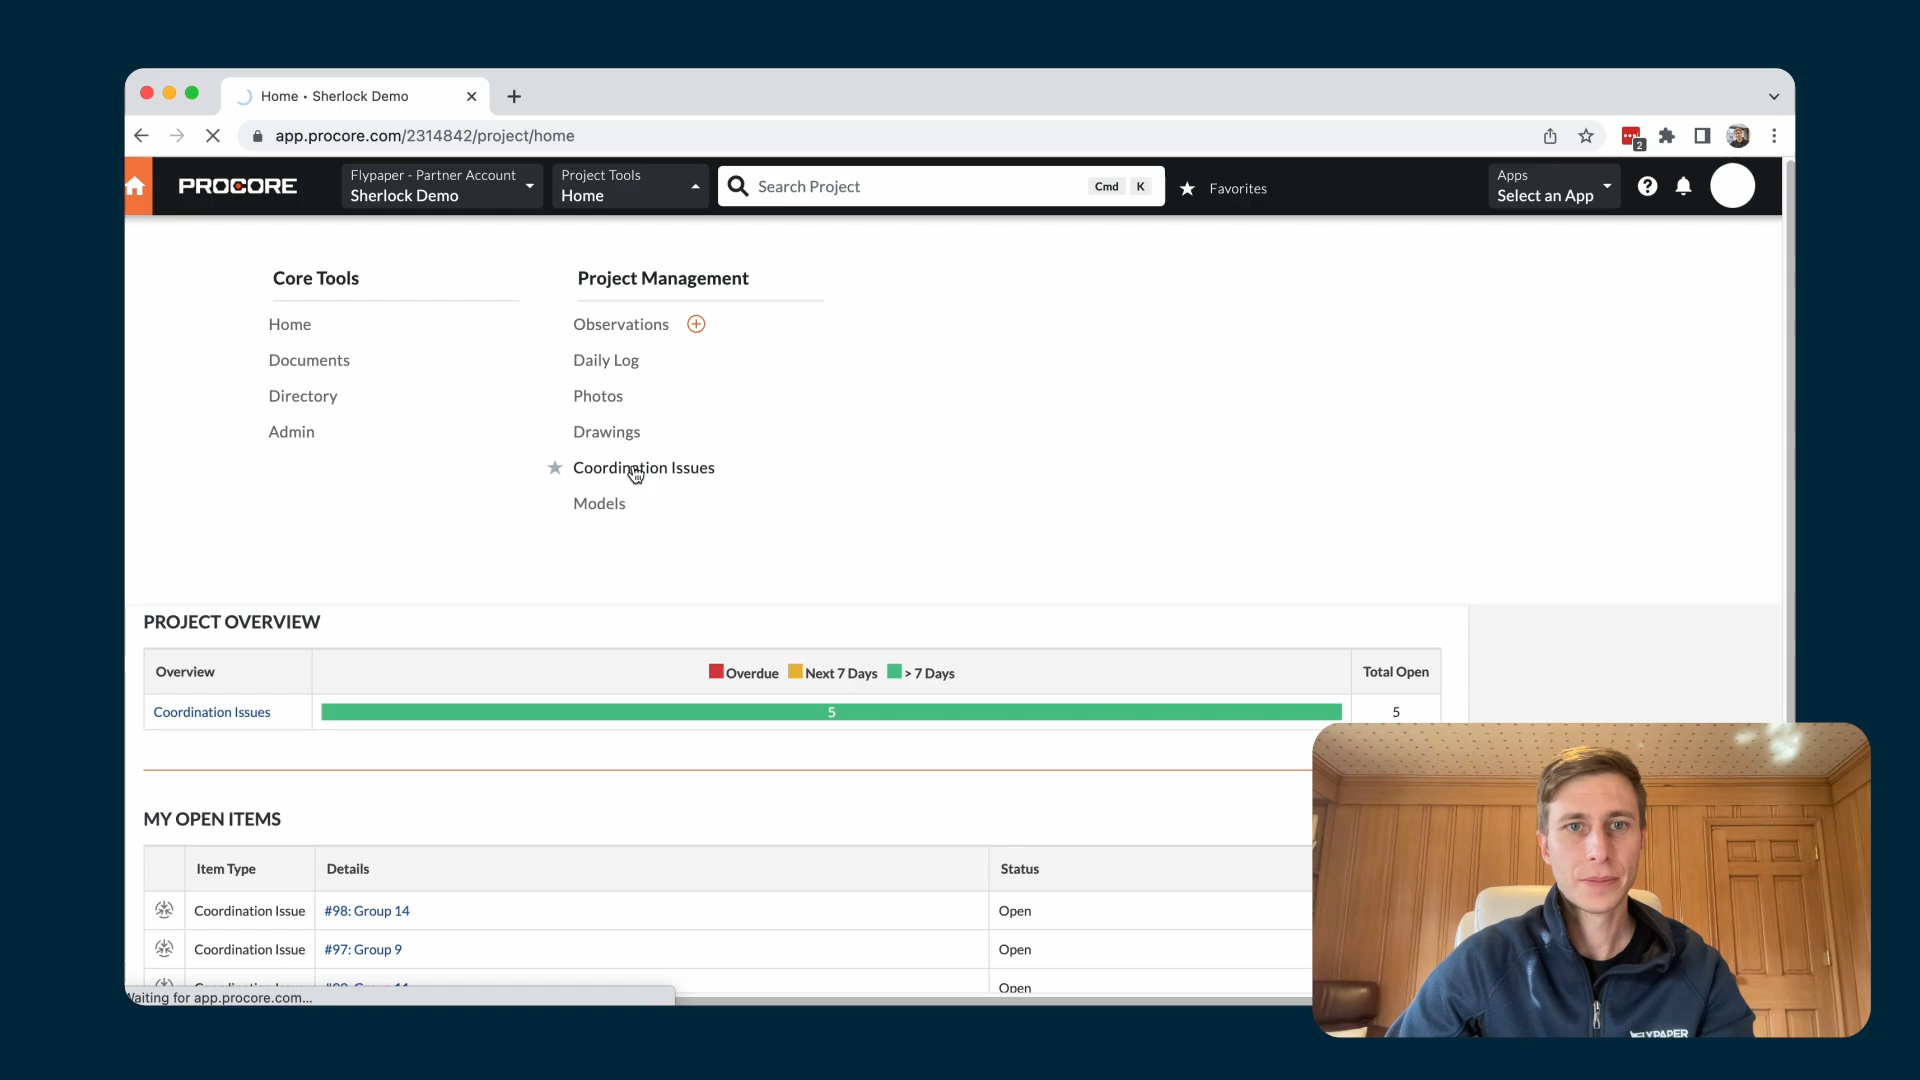 Home • Sherlock Demo
app.procore.com/2314842/project/home
2
PROCORE
Flypaper - Partner Account
Sherlock Demo
Project Tools
Home
Search Project
Cmd
K
Favorites
Apps
Select an App
Core Tools
Home
Documents
Directory
Admin
Project Management
Observations
Daily Log
Photos
Drawings
Coordination Issues
Models
PROJECT OVERVIEW
Overview
Overdue
Next 7 Days
> 7 Days
Total Open
Coordination Issues
5
5
MY OPEN ITEMS
Item Type
Details
Status
Coordination Issue
#98: Group 14
Open
Coordination Issue
#97: Group 9
Open
Open
Waiting for app.procore.com...
FLYPAPER